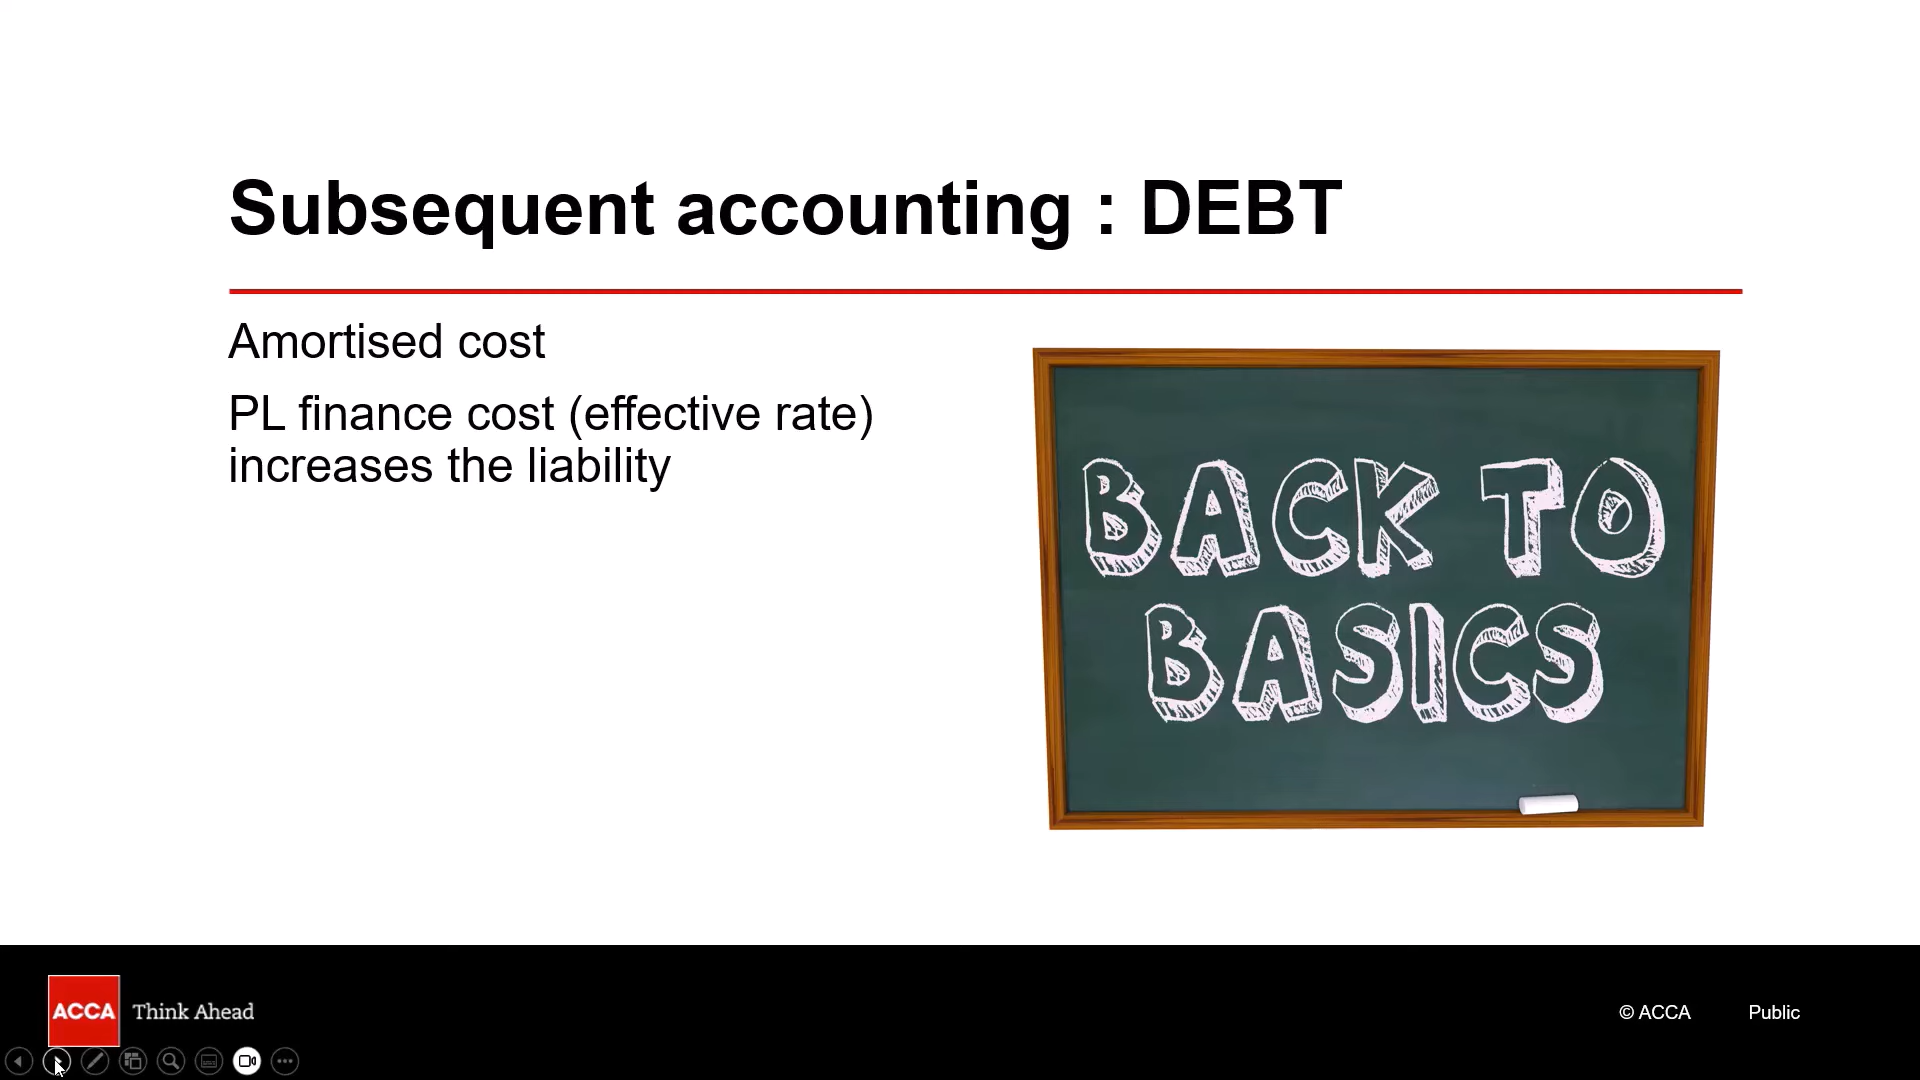 Subsequent accounting : DEBT
Amortised cost
PL finance cost (effective rate)
increases the liability
BACK TO
BASICS
ACCA Think Ahead
© ACCA Public